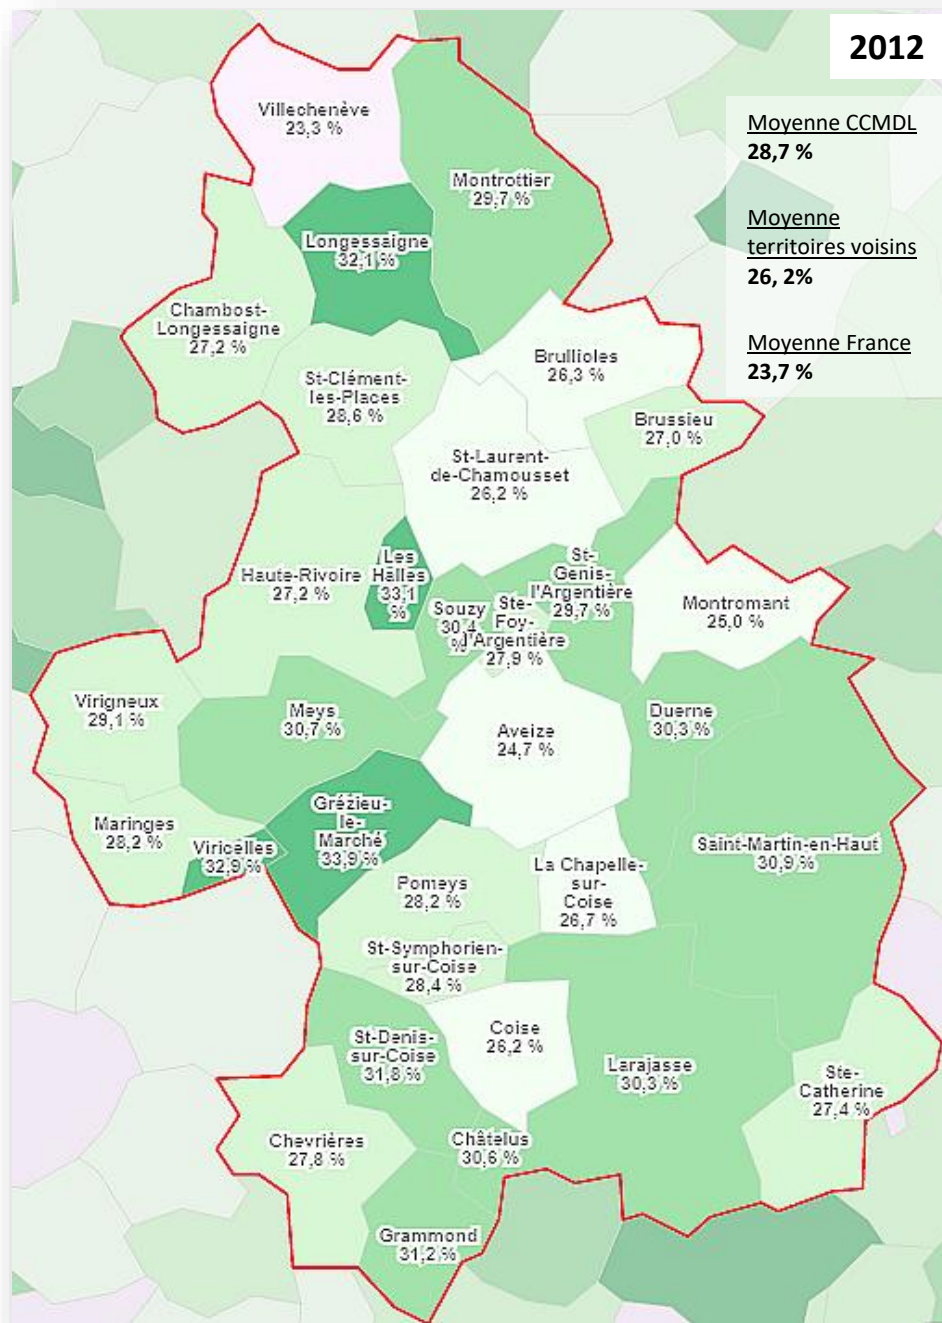 2012
Moyenne CCMDL
28,7 %
Moyenne
territoires voisins
26, 2%
Moyenne France
23,7 %
Villechenève
23,3 %
Montrottier
29,7 %
Longessaigne
32,1 %
Chambost-
Longessaigne
27,2 %
St-Clément-
les-Places
28,6 %
Brullioles
26,3 %
Brussieu
27,0 %
St-Laurent-
de-Chamousset
26,2 %
Haute-Rivoire
27,2 %
Les
Halles
33,1
%
Souzy
30,4
%
Ste-
Foy-
l'Argentière
27,9 %
St-
Genis-
l'Argentière
29,7 %
Montromant
25,0 %
Virigneux
29,1 %
Meys
30,7 %
Aveize
24,7 %
Duerne
30,3 %
Maringes
28,2 %
Viricelles
32,9 %
Grézieu-
le-
Marché
33,9 %
Pomeys
28,2 %
La Chapelle-
sur-
Coise
26,7 %
Saint-Martin-en-Haut
30,9 %
St-Symphorien-
sur-Coise
28,4 %
St-Denis-
sur-Coise
31,8 %
Coise
26,2 %
Larajasse
30,3 %
Ste-
Catherine
27,4 %
Chevrières
27,8 %
Châtelus
30,6 %
Grammond
31,2 %